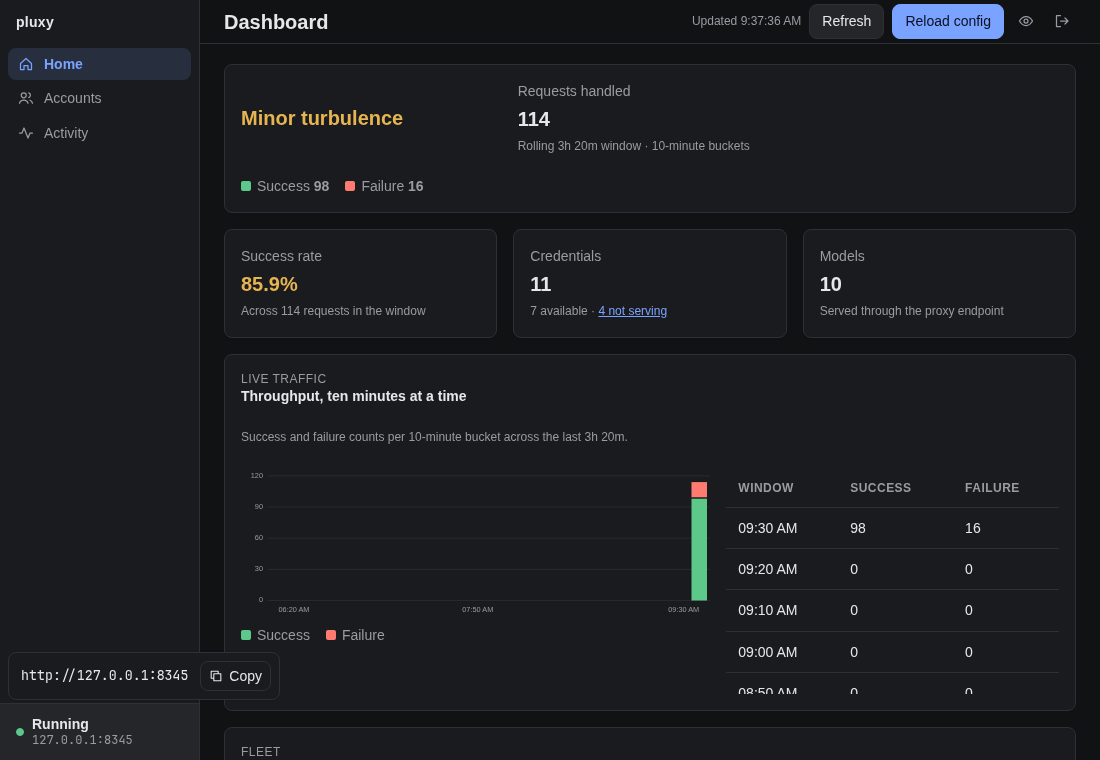 pluxy
Home
Accounts
Activity
Dashboard
Updated 9:37:36 AM
Refresh
Reload config
Minor turbulence
Requests handled
114
Rolling 3h 20m window · 10-minute buckets
Success 98
Failure 16
Success rate
85.9%
Across 114 requests in the window
Credentials
11
7 available · 4 not serving
Models
10
Served through the proxy endpoint
LIVE TRAFFIC
Throughput, ten minutes at a time
Success and failure counts per 10-minute bucket across the last 3h 20m.
120
90
60
30
0
06:20 AM
07:50 AM
09:30 AM
Success
Failure
WINDOW SUCCESS FAILURE
09:30 AM 98 16
09:20 AM 0 0
09:10 AM 0 0
09:00 AM 0 0
08:50 AM 0 0
http://127.0.0.1:8345
Copy
Running
127.0.0.1:8345
FLEET